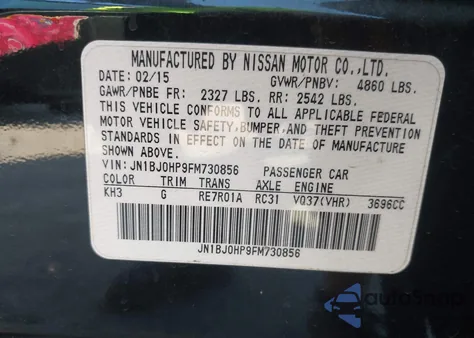 MANUFACTURED BY NISSAN MOTOR CO.,LTD.
DATE: 02/15 GVWR/PNBV: 4860 LBS.
GAWR/PNBE FR: 2327 LBS. RR: 2542 LBS.
THIS VEHICLE CONFORMS TO ALL APPLICABLE FEDERAL
MOTOR VEHICLE SAFETY, BUMPER, AND THEFT PREVENTION
STANDARDS IN EFFECT ON THE DATE OF MANUFACTURE
SHOWN ABOVE.
VIN: JN1BJ0HP9FM730856 PASSENGER CAR
COLOR TRIM TRANS AXLE ENGINE
KH3 G RE7R01A RC31 VQ37(VHR) 3696CC
JN1BJ0HP9FM730856
autoSnap